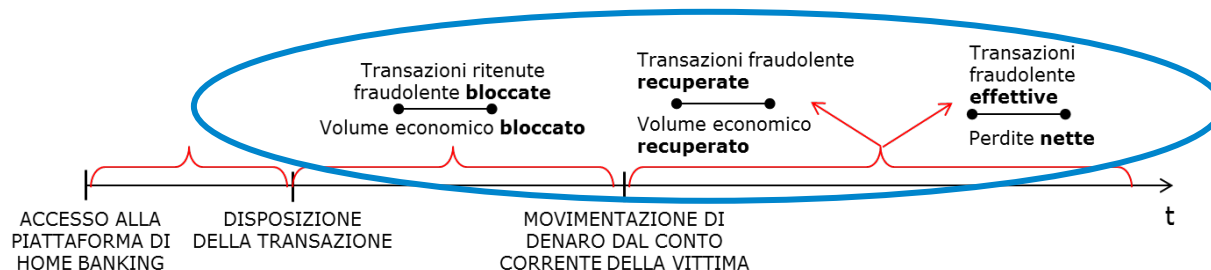 Transazioni ritenute
fraudolente bloccate
Volume economico bloccato
Transazioni fraudolente
recuperate
Volume economico
recuperato
Transazioni
fraudolente
effettive
Perdite nette
t
ACCESSO ALLA
PIATTAFORMA DI
HOME BANKING
DISPOSIZIONE
DELLA TRANSAZIONE
MOVIMENTAZIONE DI
DENARO DAL CONTO
CORRENTE DELLA VITTIMA